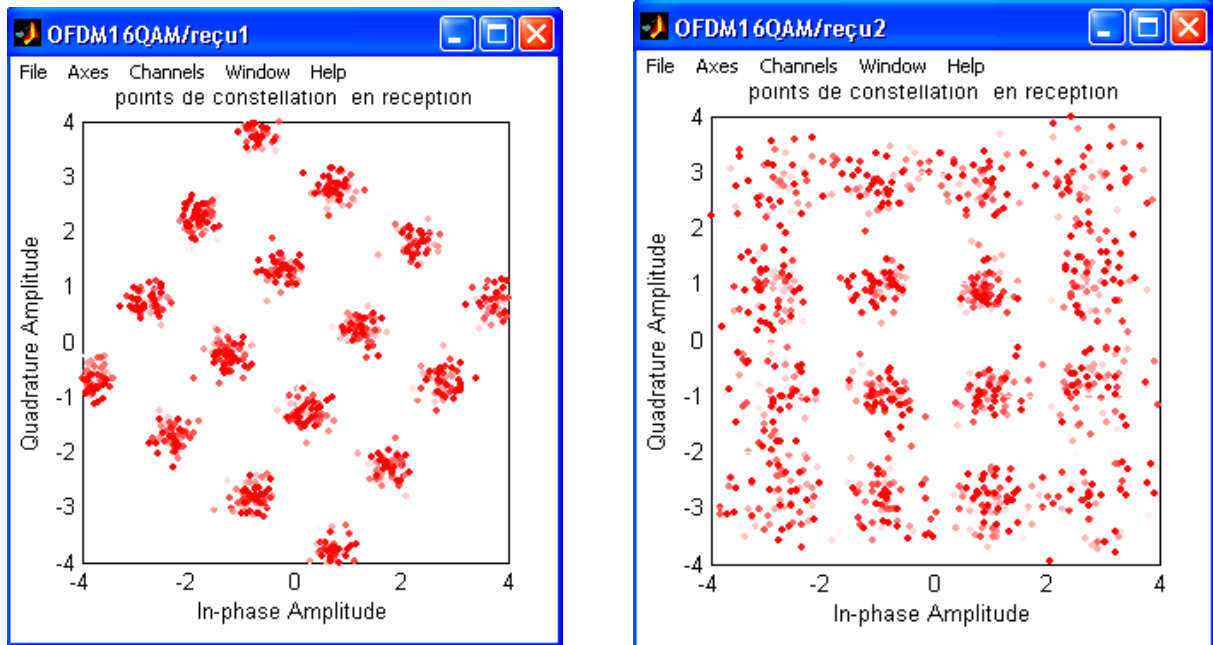 OFDM16QAM/reçu1
File Axes Channels Window Help
points de constellation en reception
4
3
2
1
0
-1
-2
-3
-4
Quadrature Amplitude
-4 -2 0 2 4
In-phase Amplitude
OFDM16QAM/reçu2
File Axes Channels Window Help
points de constellation en reception
4
3
2
1
0
-1
-2
-3
-4
Quadrature Amplitude
-4 -2 0 2 4
In-phase Amplitude